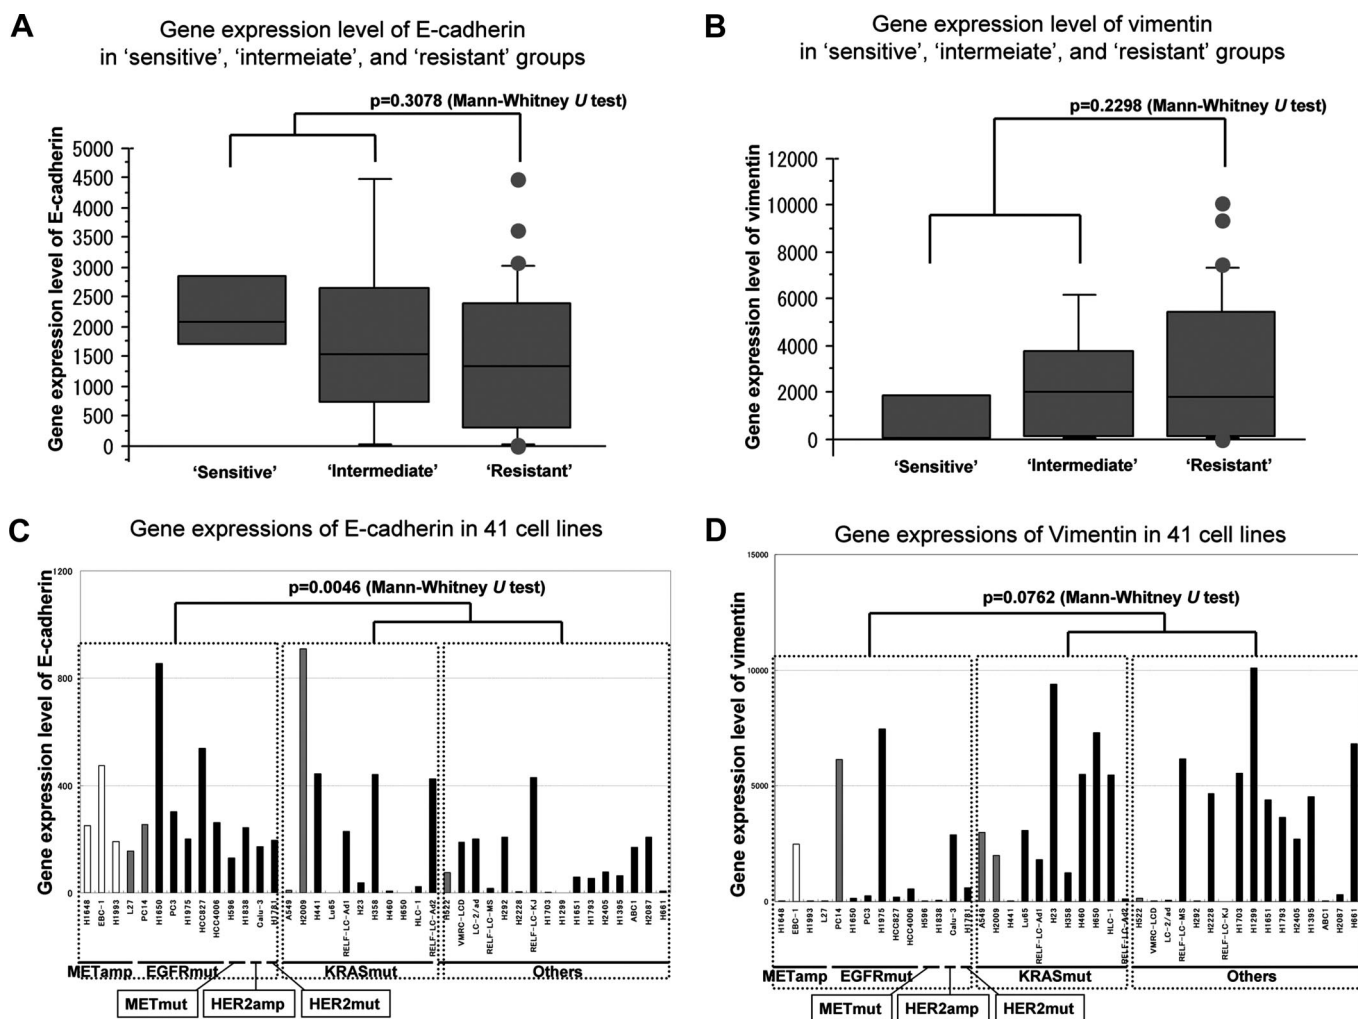 A
Gene expression level of E-cadherin
in ‘sensitive’, ‘intermeiate’, and ‘resistant’ groups
p=0.3078 (Mann-Whitney U test)
Gene expression level of E-cadherin
5000
4500
4000
3500
3000
2500
2000
1500
1000
500
0
‘Sensitive’ ‘Intermediate’ ‘Resistant’
B
Gene expression level of vimentin
in ‘sensitive’, ‘intermeiate’, and ‘resistant’ groups
p=0.2298 (Mann-Whitney U test)
Gene expression level of vimentin
12000
10000
8000
6000
4000
2000
0
‘Sensitive’ ‘Intermediate’ ‘Resistant’
C
Gene expressions of E-cadherin in 41 cell lines
p=0.0046 (Mann-Whitney U test)
Gene expression level of E-cadherin
1200
800
400
0
H1648
EBC-1
H1993
L27
PC14
H1650
PC3
H1975
HCC827
HCC4006
H596
H1838
Calu-3
H1781
A549
H2009
H441
Lu65
RELF-LC-Ad1
H23
H358
H460
H650
HLC-1
RELF-LC-Ad2
H522
VMRC-LCD
LC-2/ad
RELF-LC-MS
H292
H2228
RELF-LC-KJ
H1703
H1299
H1651
H1793
H2405
H1395
ABC1
H2087
H661
METamp EGFRmut KRASmut Others
METmut HER2amp HER2mut
D
Gene expressions of Vimentin in 41 cell lines
p=0.0762 (Mann-Whitney U test)
Gene expression level of vimentin
15000
10000
5000
0
H1648
EBC-1
H1993
L27
PC14
H1650
PC3
H1975
HCC827
HCC4006
H596
H1838
Calu-3
H1781
A549
H2009
H441
Lu65
RELF-LC-Ad1
H23
H358
H460
H650
HLC-1
RELF-LC-Ad2
H522
VMRC-LCD
LC-2/ad
RELF-LC-MS
H292
H2228
RELF-LC-KJ
H1703
H1299
H1651
H1793
H2405
H1395
ABC1
H2087
H661
METamp EGFRmut KRASmut Others
METmut HER2amp HER2mut